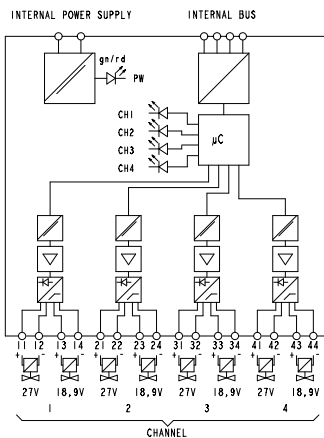 INTERNAL POWER SUPPLY INTERNAL BUS
gn/rd
PW
CH1
CH2
CH3
CH4
µC
11 12 13 14 21 22 23 24 31 32 33 34 41 42 43 44
+ - + - + - + - + - + - + - + -
27V 18,9V 27V 18,9V 27V 18,9V 27V 18,9V
1 2 3 4
CHANNEL